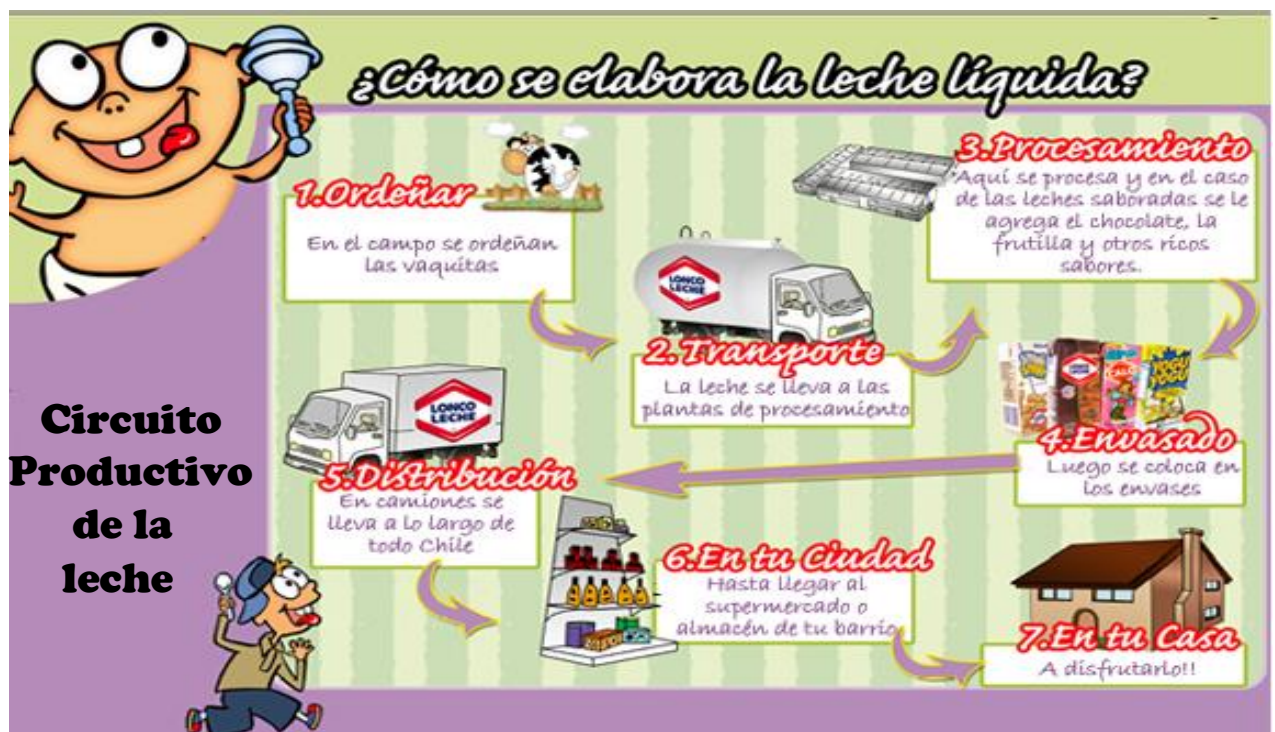 ¿Cómo se elabora la leche líquida?
1.Ordeñar
En el campo se ordeñan
las vaquitas
LONCO
LECHE
2.Transporte
La leche se lleva a las
plantas de procesamiento
3.Procesamiento
Aquí se procesa y en el caso
de las leches saboradas se le
agrega el chocolate, la
frutilla y otros ricos
sabores.
YOGU
YOGU
4.Envasado
Luego se coloca en
los envases
LONCO
LECHE
5.Distribución
En camiones se
lleva a lo largo de
todo Chile
6.En tu Ciudad
Hasta llegar al
supermercado o
almacén de tu barrio
7.En tu Casa
A disfrutarlo!!
Circuito
Productivo
de la
leche